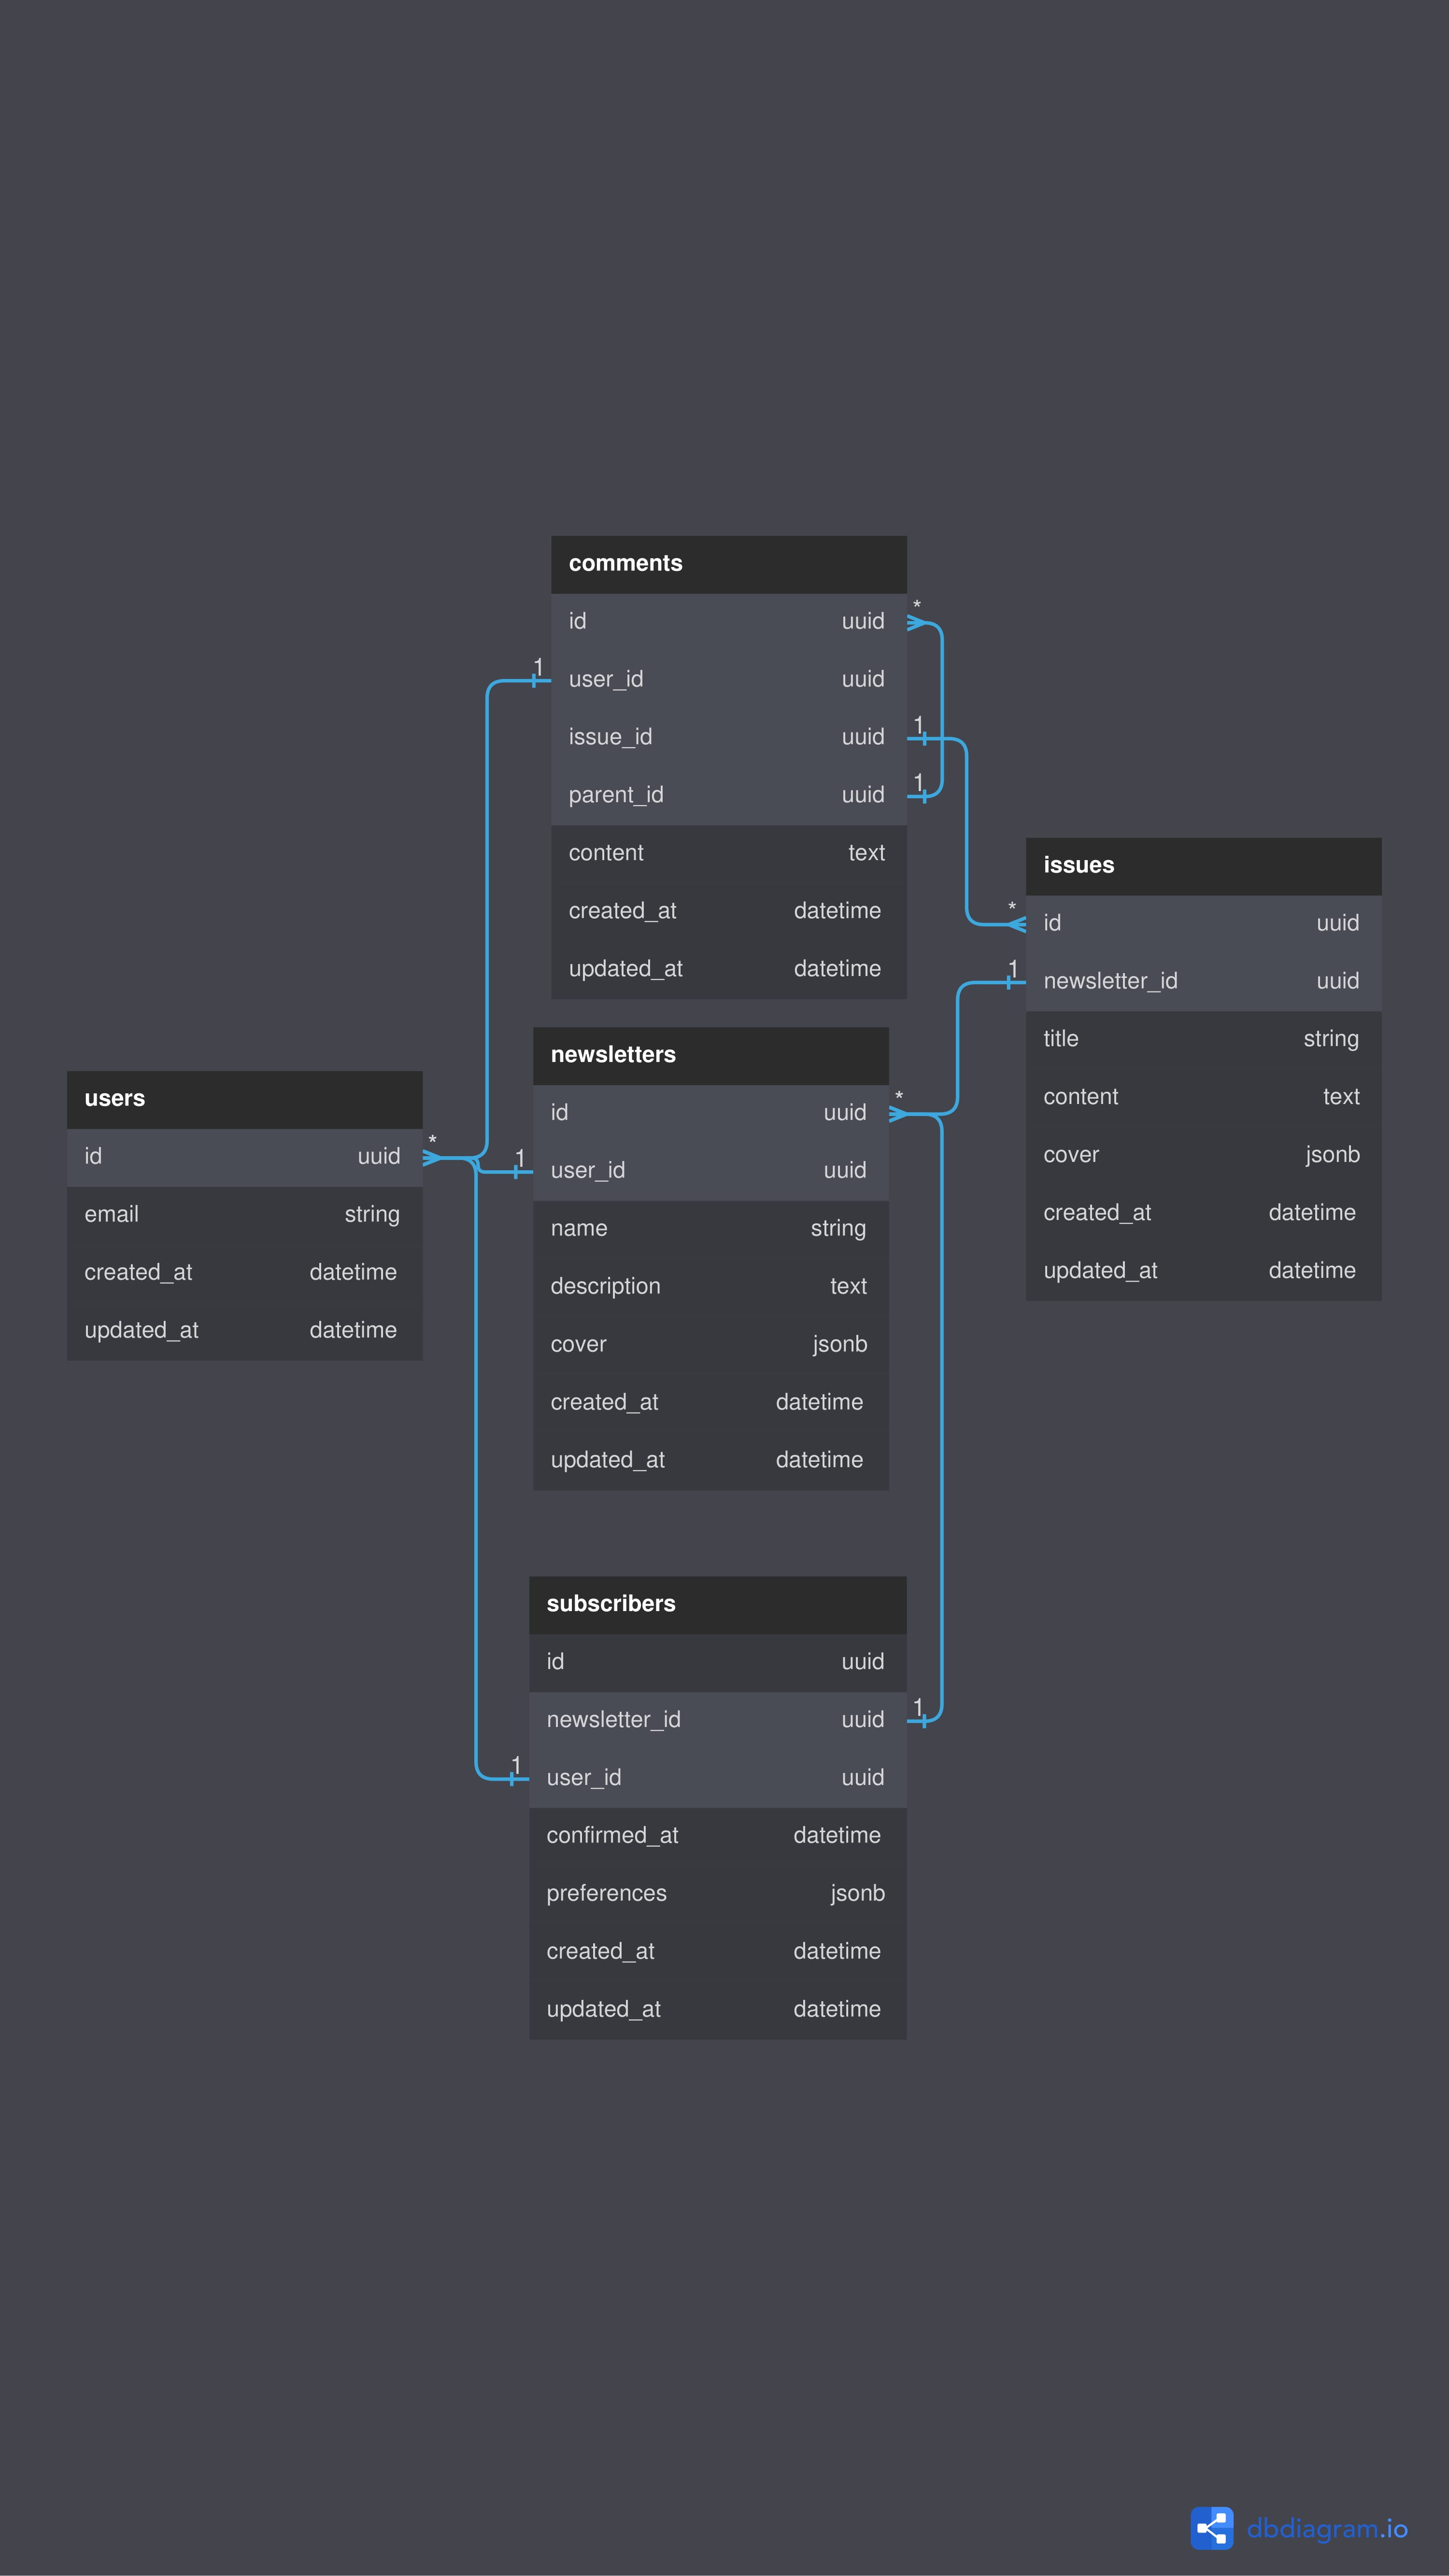 comments
id uuid
user_id uuid
issue_id uuid
parent_id uuid
content text
created_at datetime
updated_at datetime
*
1
1
1
issues
id uuid
newsletter_id uuid
title string
content text
cover jsonb
created_at datetime
updated_at datetime
*
1
newsletters
id uuid
user_id uuid
name string
description text
cover jsonb
created_at datetime
updated_at datetime
*
1
users
id uuid
email string
created_at datetime
updated_at datetime
*
subscribers
id uuid
newsletter_id uuid
user_id uuid
confirmed_at datetime
preferences jsonb
created_at datetime
updated_at datetime
1
1
dbdiagram.io